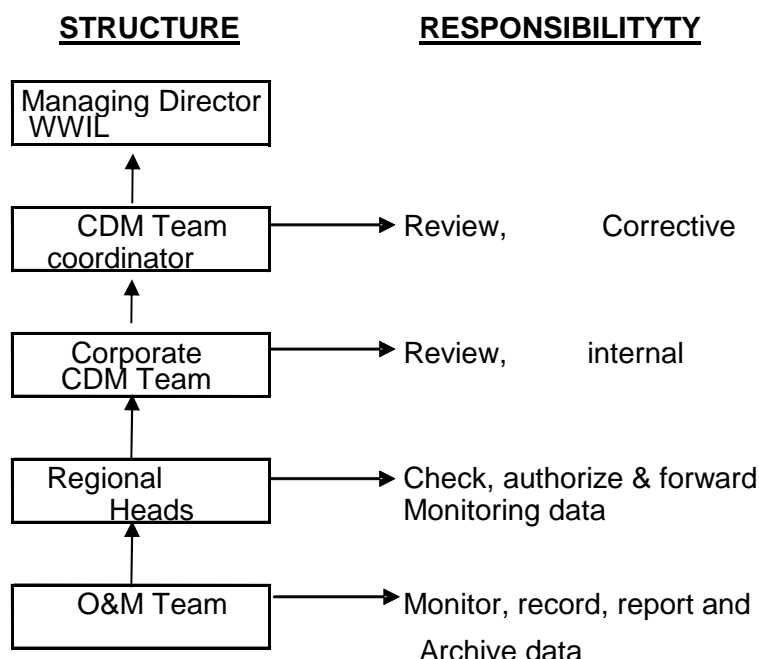 STRUCTURE RESPONSIBILITYTY
Managing Director
WWIL
CDM Team
coordinator
Review, Corrective
Corporate
CDM Team
Review, internal
Regional
Heads
Check, authorize & forward
Monitoring data
O&M Team
Monitor, record, report and
Archive data